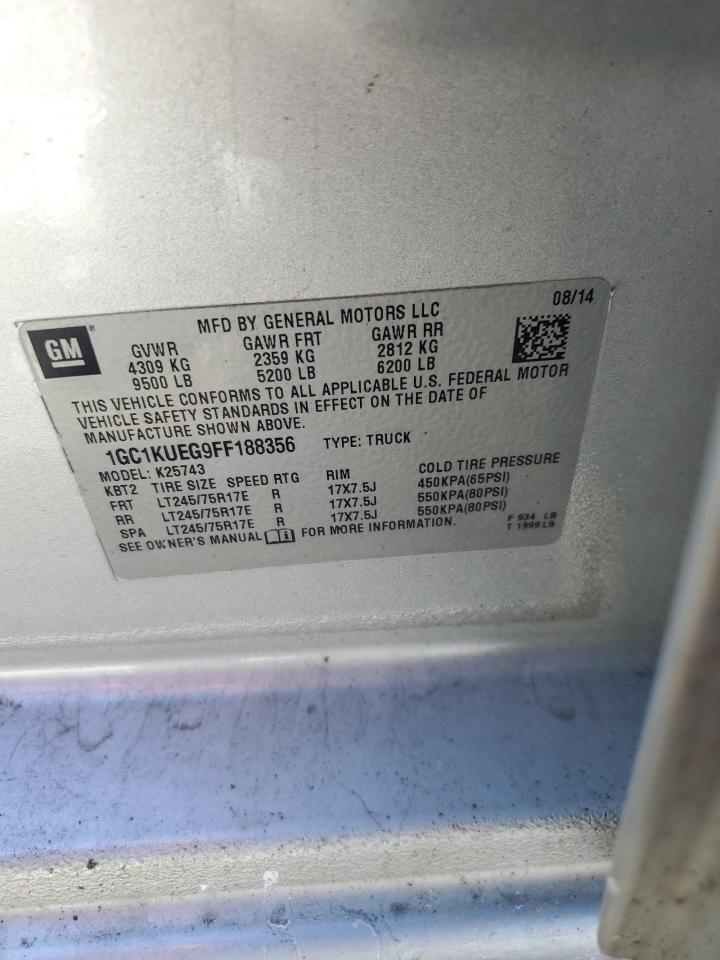 08/14
GM ®
MFD BY GENERAL MOTORS LLC
GVWR GAWR FRT GAWR RR
4309 KG 2359 KG 2812 KG
9500 LB 5200 LB 6200 LB
THIS VEHICLE CONFORMS TO ALL APPLICABLE U.S. FEDERAL MOTOR
VEHICLE SAFETY STANDARDS IN EFFECT ON THE DATE OF
MANUFACTURE SHOWN ABOVE.
1GC1KUEG9FF188356 TYPE: TRUCK
MODEL: K25743
KBT2 TIRE SIZE SPEED RTG RIM COLD TIRE PRESSURE
FRT LT245/75R17E R 17X7.5J 450KPA(65PSI)
RR LT245/75R17E R 17X7.5J 550KPA(80PSI)
SPA LT245/75R17E R 17X7.5J 550KPA(80PSI)
SEE OWNER'S MANUAL i FOR MORE INFORMATION.
F 934 LB
T 1999 LB